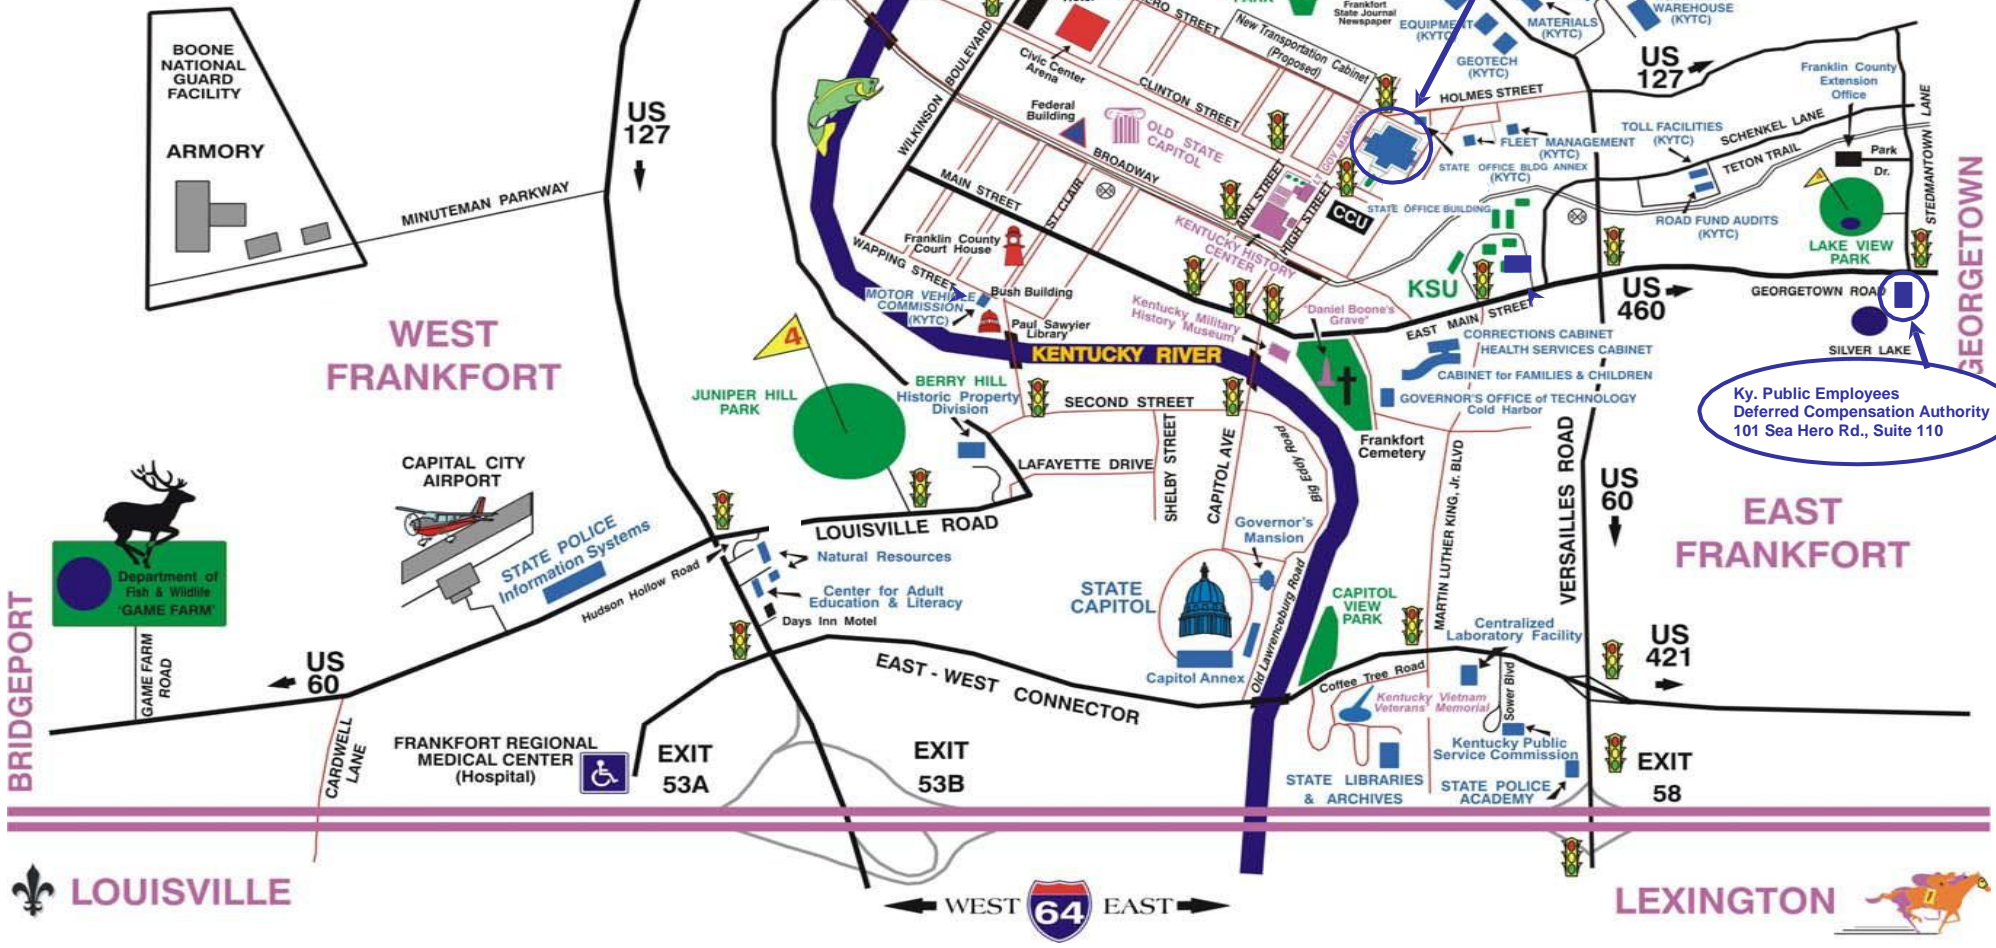 BOONE
NATIONAL
GUARD
FACILITY
ARMORY
MINUTEMAN PARKWAY
US
127
WEST
FRANKFORT
WILKINSON BOULEVARD
Civic Center
Arena
CLINTON STREET
New Transportation Cabinet
(Proposed)
Frankfort
State Journal
Newspaper
EQUIPMENT
(KYTC)
MATERIALS
(KYTC)
WAREHOUSE
(KYTC)
GEOTECH
(KYTC)
US
127
Franklin County
Extension
Office
HOLMES STREET
Federal
Building
OLD STATE
CAPITOL
BROADWAY
MAIN STREET
ST. CLAIR
ANN STREET
HIGH STREET
CCU
FLEET MANAGEMENT
(KYTC)
STATE OFFICE BLDG ANNEX
(KYTC)
STATE OFFICE BUILDING
TOLL FACILITIES
(KYTC)
SCHENKEL LANE
TETON TRAIL
Park
Dr.
STEDMANTOWN LANE
GEORGETOWN
ROAD FUND AUDITS
(KYTC)
LAKE VIEW
PARK
Franklin County
Court House
WAPPING STREET
KENTUCKY HISTORY
CENTER
KSU
MOTOR VEHICLE
COMMISSION
(KYTC)
Bush Building
Paul Sawyier
Library
Kentucky Military
History Museum
"Daniel Boone's
Grave"
EAST MAIN STREET
US
460
GEORGETOWN ROAD
SILVER LAKE
KENTUCKY RIVER
CORRECTIONS CABINET
HEALTH SERVICES CABINET
CABINET for FAMILIES & CHILDREN
GOVERNOR'S OFFICE of TECHNOLOGY
Cold Harbor
Ky. Public Employees
Deferred Compensation Authority
101 Sea Hero Rd., Suite 110
4
JUNIPER HILL
PARK
BERRY HILL
Historic Property
Division
SECOND STREET
LAFAYETTE DRIVE
SHELBY STREET
CAPITOL AVE
Big Eddy Road
Frankfort
Cemetery
MARTIN LUTHER KING, Jr. BLVD
VERSAILLES ROAD
US
60
EAST
FRANKFORT
CAPITAL CITY
AIRPORT
STATE POLICE
Information Systems
LOUISVILLE ROAD
Hudson Hollow Road
Natural Resources
Center for Adult
Education & Literacy
Days Inn Motel
Governor's
Mansion
STATE
CAPITOL
Capitol Annex
Old Lawrenceburg Road
CAPITOL
VIEW
PARK
Department of
Fish & Wildlife
'GAME FARM'
GAME FARM
ROAD
BRIDGEPORT
US
60
CARDWELL
LANE
EAST - WEST CONNECTOR
Coffee Tree Road
Kentucky Vietnam
Veterans' Memorial
Centralized
Laboratory Facility
Sower Blvd
US
421
Kentucky Public
Service Commission
STATE LIBRARIES
& ARCHIVES
STATE POLICE
ACADEMY
EXIT
58
FRANKFORT REGIONAL
MEDICAL CENTER
(Hospital)
EXIT
53A
EXIT
53B
LOUISVILLE
WEST 64 EAST
LEXINGTON